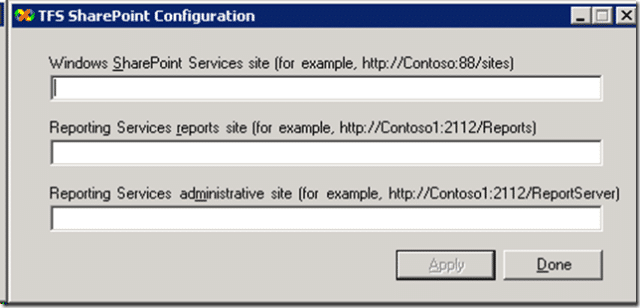 TFS SharePoint Configuration
Windows SharePoint Services site (for example, http://Contoso:88/sites)
Reporting Services reports site (for example, http://Contoso1:2112/Reports)
Reporting Services administrative site (for example, http://Contoso1:2112/ReportServer)
Apply Done